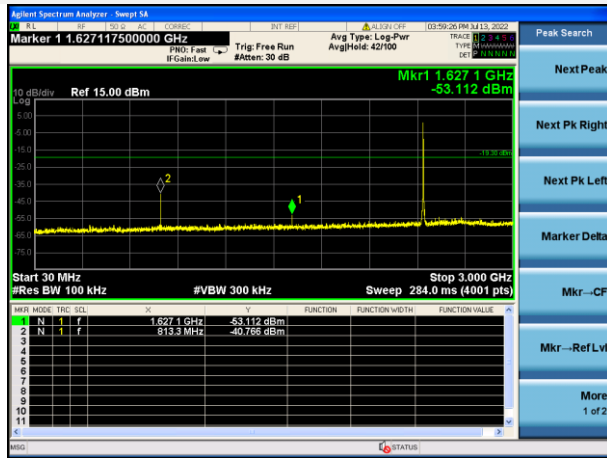 Agilent Spectrum Analyzer - Swept SA
RL RF 50 Ω AC CORREC INT REF ALIGN OFF 03:59:26 PM Jul 13, 2022
Marker 1 1.627117500000 GHz
PNO: Fast Trig: Free Run Avg Type: Log-Pwr TRACE 1 2 3 4 5 6
IFGain:Low #Atten: 30 dB Avg|Hold: 42/100 TYPE M
DET P N N N N N
Peak Search
Mkr1 1.627 1 GHz
-53.112 dBm
10 dB/div Ref 15.00 dBm
Log
5.00
-5.00
-15.0
-19.00 dBm
-25.0
-35.0
-45.0
-55.0
-65.0
-75.0
2
1
Start 30 MHz Stop 3.000 GHz
#Res BW 100 kHz #VBW 300 kHz Sweep 284.0 ms (4001 pts)
MKR MODE TRC SCL X Y FUNCTION FUNCTION WIDTH FUNCTION VALUE
1 N 1 f 1.627 1 GHz -53.112 dBm
2 N 1 f 813.3 MHz -40.766 dBm
3
4
5
6
7
8
9
10
11
MSG STATUS
Next Peak
Next Pk Right
Next Pk Left
Marker Delta
Mkr→CF
Mkr→Ref Lvl
More
1 of 2